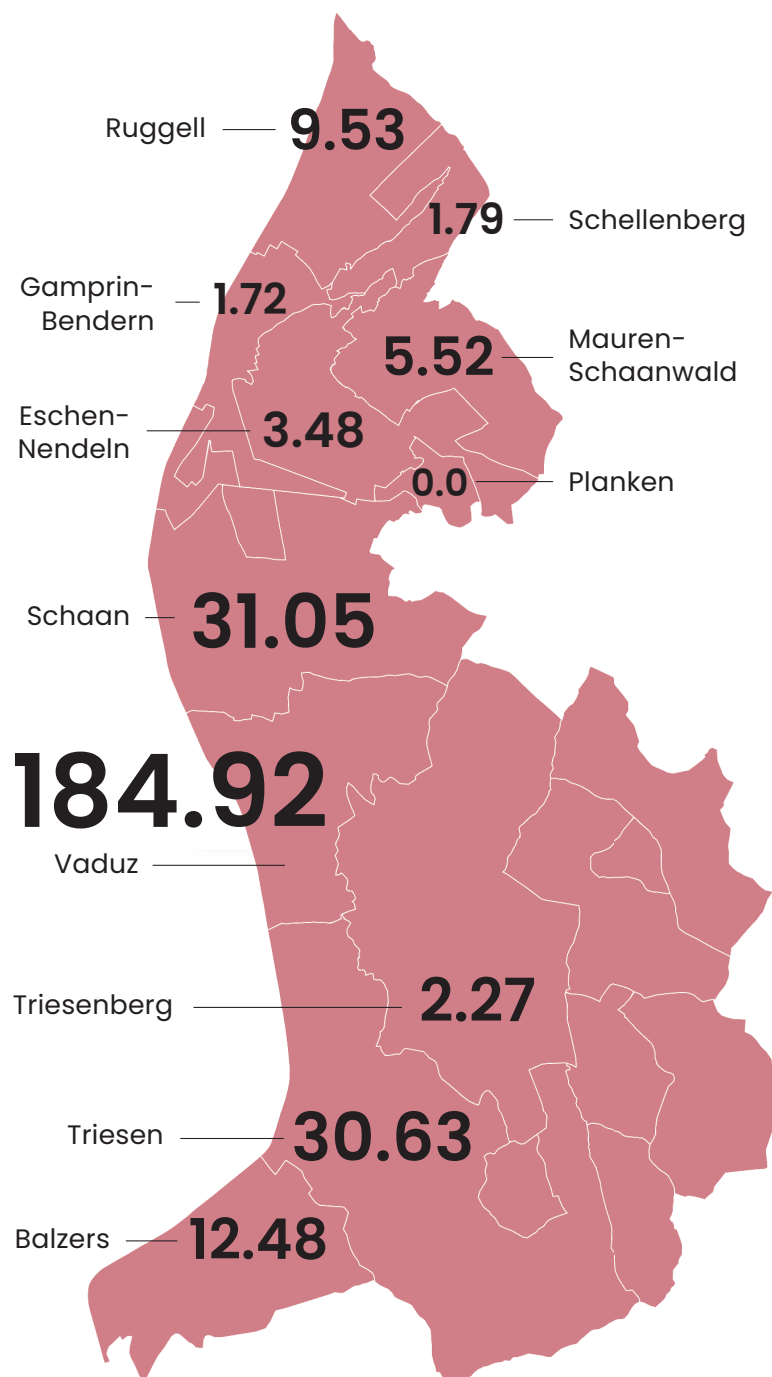 Ruggell
9.53
1.79
Schellenberg
Gamprin-
Bendern
1.72
5.52
Mauren-
Schaanwald
Eschen-
Nendeln
3.48
0.0
Planken
Schaan
31.05
184.92
Vaduz
Triesenberg
2.27
Triesen
30.63
Balzers
12.48